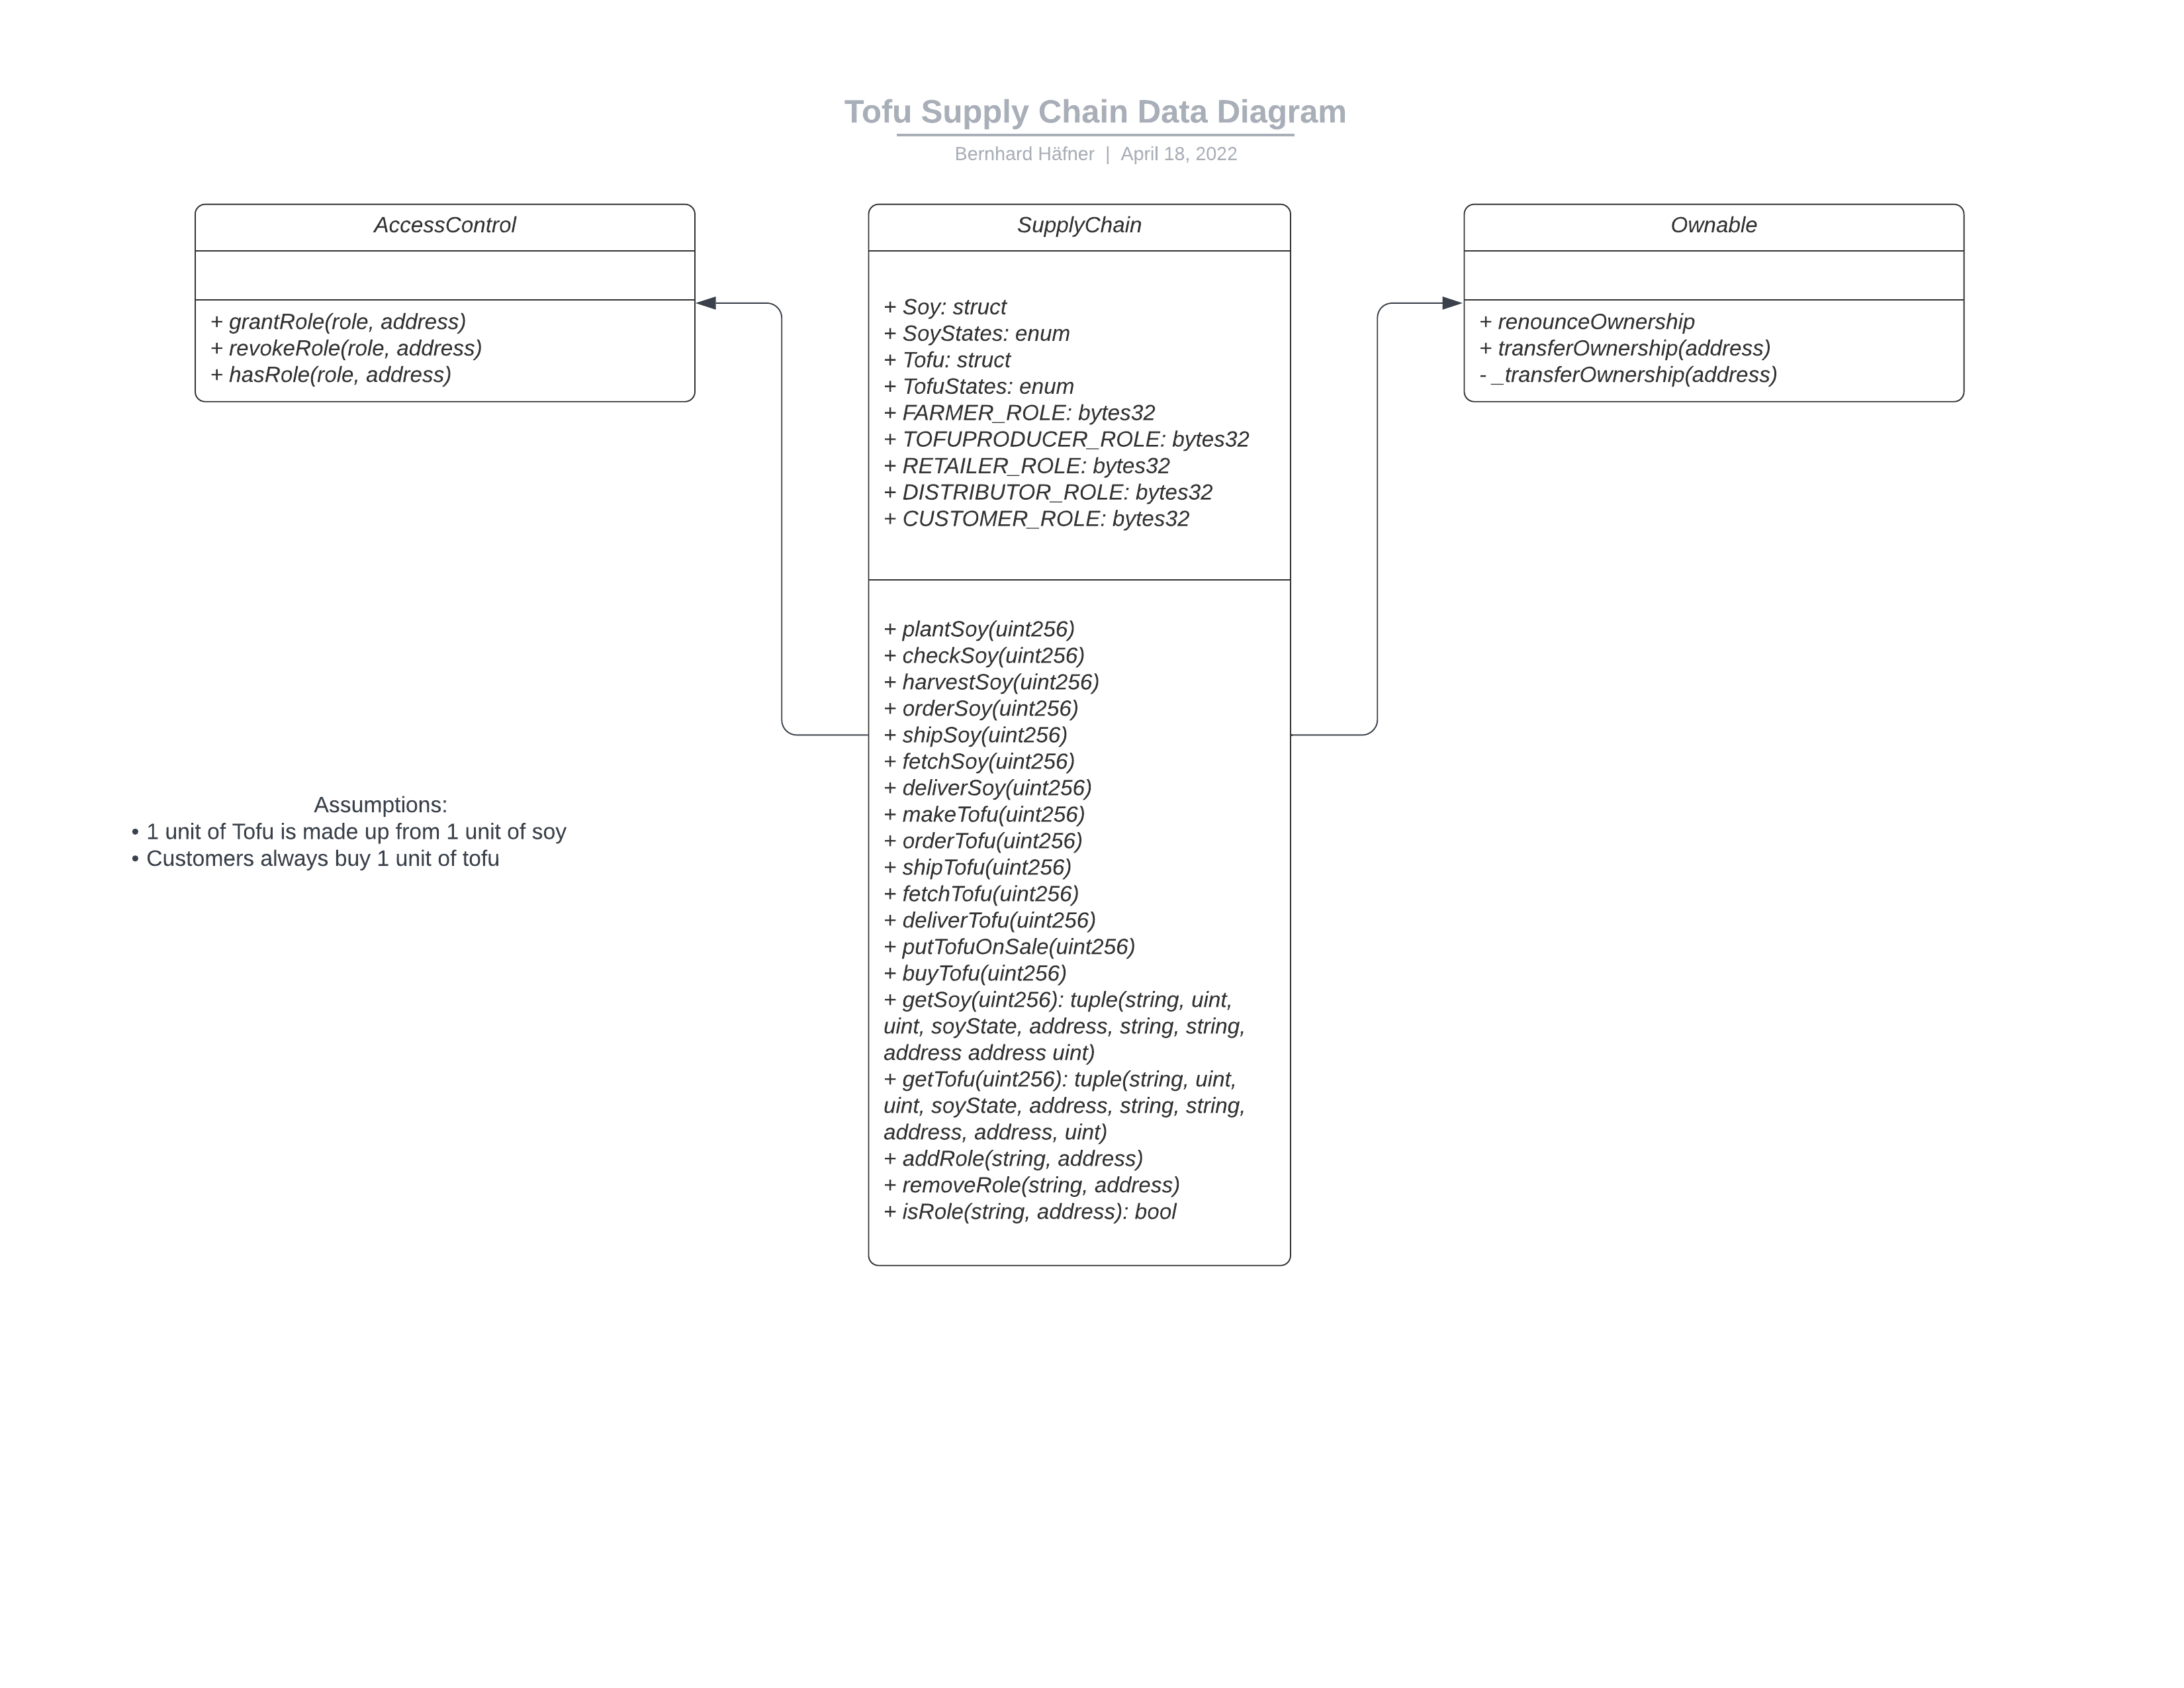 Tofu Supply Chain Data Diagram
Bernhard Häfner | April 18, 2022
AccessControl
+ grantRole(role, address)
+ revokeRole(role, address)
+ hasRole(role, address)
SupplyChain
+ Soy: struct
+ SoyStates: enum
+ Tofu: struct
+ TofuStates: enum
+ FARMER_ROLE: bytes32
+ TOFUPRODUCER_ROLE: bytes32
+ RETAILER_ROLE: bytes32
+ DISTRIBUTOR_ROLE: bytes32
+ CUSTOMER_ROLE: bytes32
+ plantSoy(uint256)
+ checkSoy(uint256)
+ harvestSoy(uint256)
+ orderSoy(uint256)
+ shipSoy(uint256)
+ fetchSoy(uint256)
+ deliverSoy(uint256)
+ makeTofu(uint256)
+ orderTofu(uint256)
+ shipTofu(uint256)
+ fetchTofu(uint256)
+ deliverTofu(uint256)
+ putTofuOnSale(uint256)
+ buyTofu(uint256)
+ getSoy(uint256): tuple(string, uint,
uint, soyState, address, string, string,
address address uint)
+ getTofu(uint256): tuple(string, uint,
uint, soyState, address, string, string,
address, address, uint)
+ addRole(string, address)
+ removeRole(string, address)
+ isRole(string, address): bool
Ownable
+ renounceOwnership
+ transferOwnership(address)
- _transferOwnership(address)
Assumptions:
• 1 unit of Tofu is made up from 1 unit of soy
• Customers always buy 1 unit of tofu